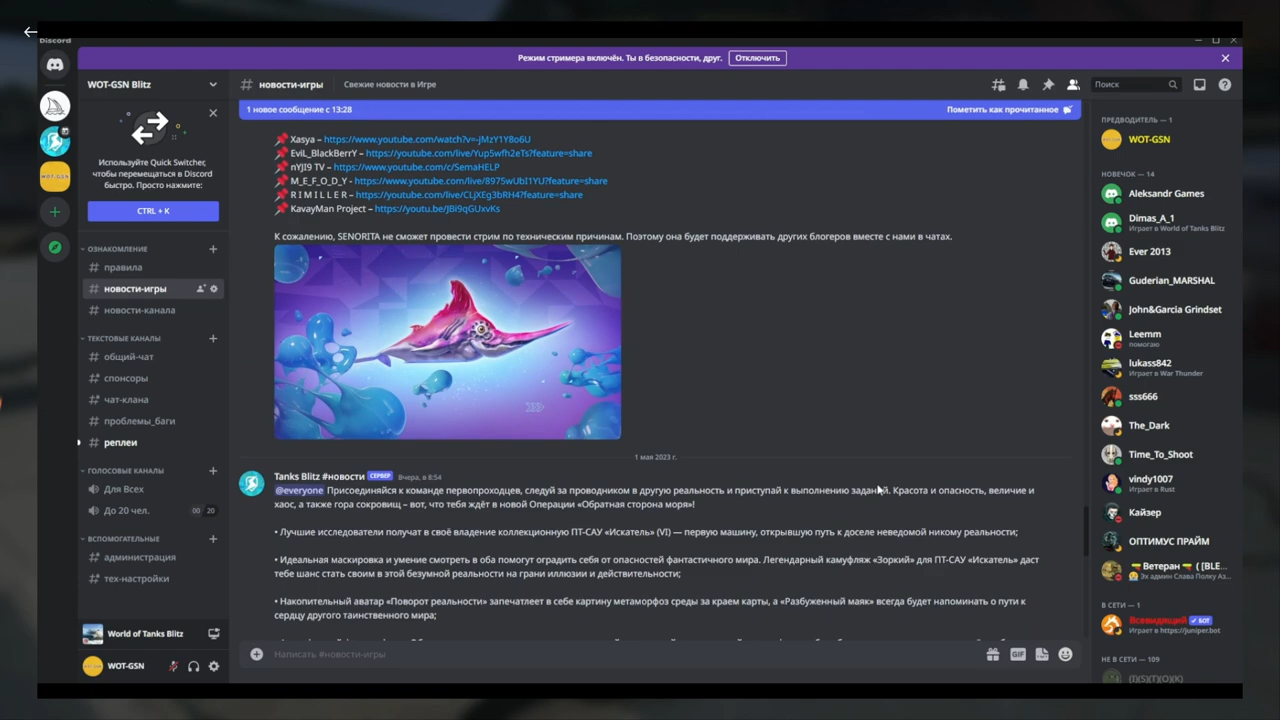 Discord
Режим стримера включён. Ты в безопасности, друг.
Отключить
WOT-GSN Blitz
Используйте Quick Switcher,
чтобы перемещаться в Discord
быстро. Просто нажмите:
CTRL + K
ОЗНАКОМЛЕНИЕ
правила
новости-игры
новости-канала
ТЕКСТОВЫЕ КАНАЛЫ
общий-чат
спонсоры
чат-клана
проблемы_баги
реплеи
ГОЛОСОВЫЕ КАНАЛЫ
Для Всех
До 20 чел.
00 20
ВСПОМОГАТЕЛЬНЫЕ
администрация
тех-настройки
World of Tanks Blitz
WOT-GSN
# новости-игры
Свежие новости в Игре
Поиск
1 новое сообщение с 13:28
Пометить как прочитанное
Xasya – https://www.youtube.com/watch?v=-jMzY1Y8o6U
EviL_BlackBerrY – https://youtube.com/live/Yup5wfh2eTs?feature=share
nYJI9 TV – https://www.youtube.com/c/SemaHELP
M_E_F_O_D_Y - https://www.youtube.com/live/8975wUbI1YU?feature=share
R I M I L L E R – https://youtube.com/live/CLjXEg3bRH4?feature=share
KavayMan Project – https://youtu.be/JBi9qGUxvKs
К сожалению, SENORITA не сможет провести стрим по техническим причинам. Поэтому она будет поддерживать других блогеров вместе с нами в чатах.
1 мая 2023 г.
Tanks Blitz #новости СЕРВЕР Вчера, в 8:54
@everyone Присоединяйся к команде первопроходцев, следуй за проводником в другую реальность и приступай к выполнению заданий. Красота и опасность, величие и
хаос, а также гора сокровищ – вот, что тебя ждёт в новой Операции «Обратная сторона моря»!
• Лучшие исследователи получат в своё владение коллекционную ПТ-САУ «Искатель» (VI) — первую машину, открывшую путь к доселе неведомой никому реальности;
• Идеальная маскировка и умение смотреть в оба помогут оградить себя от опасностей фантастичного мира. Легендарный камуфляж «Зоркий» для ПТ-САУ «Искатель» даст
тебе шанс стать своим в этой безумной реальности на грани иллюзии и действительности;
• Накопительный аватар «Поворот реальности» запечатлеет в себе картину метаморфоз среды за краем карты, а «Разбуженный маяк» всегда будет напоминать о пути к
сердцу другого таинственного мира;
Написать #новости-игры
GIF
ПРЕДВОДИТЕЛЬ — 1
WOT-GSN
НОВИЧОК — 14
Aleksandr Games
Dimas_A_1
Играет в World of Tanks Blitz
Ever 2013
Guderian_MARSHAL
John&Garcia Grindset
Leemm
помогаю
lukass842
Играет в War Thunder
sss666
The_Dark
Time_To_Shoot
vindy1007
Играет в Rust
Кайзер
ОПТИМУС ПРАЙМ
Ветеран ( [BLE...
Эх админ Слава Полку Аз...
В СЕТИ — 1
Всевидящий БОТ
Играет в https://juniper.bot
НЕ В СЕТИ — 109
(I)(S)(T)(O)(K)